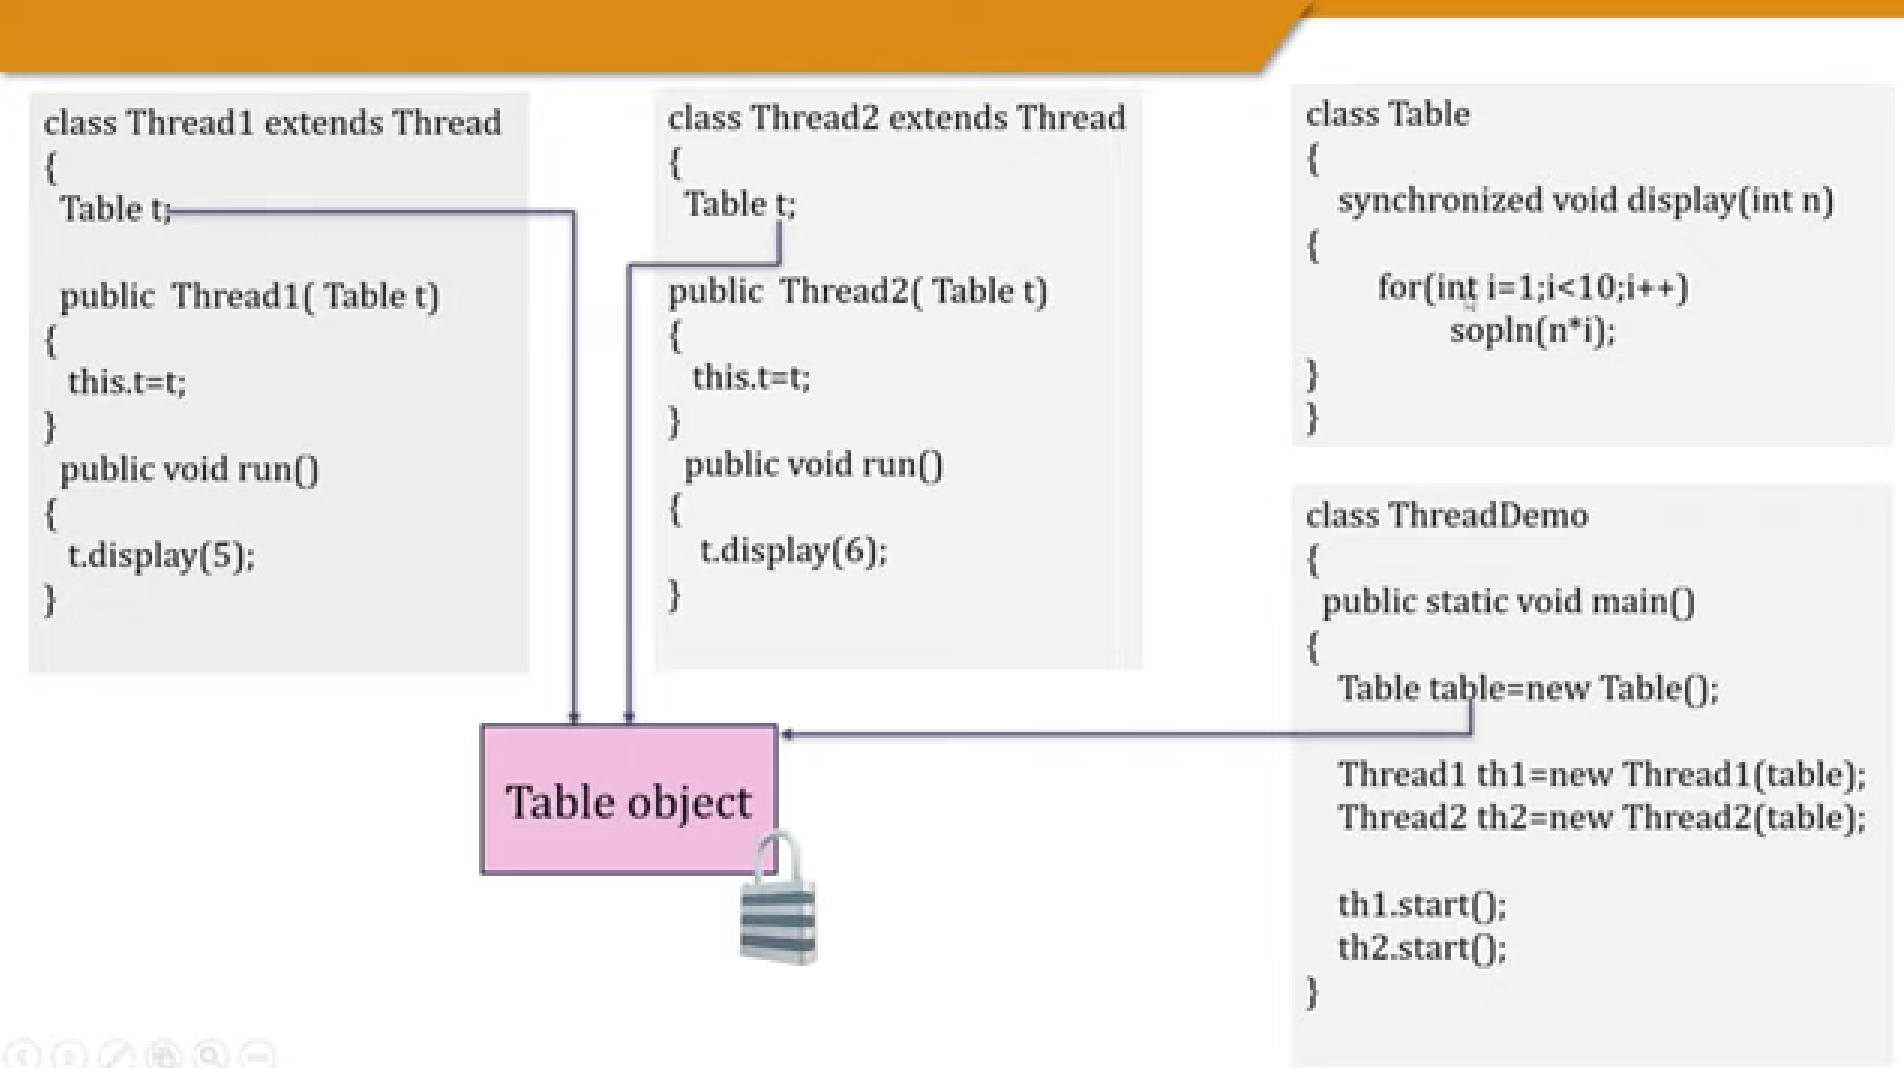 class Thread1 extends Thread
{
Table t;
public Thread1( Table t)
{
this.t=t;
}
public void run()
{
t.display(5);
}
class Thread2 extends Thread
{
Table t;
public Thread2( Table t)
{
this.t=t;
}
public void run()
{
t.display(6);
}
class Table
{
synchronized void display(int n)
{
for(int i=1;i<10;i++)
sopln(n*i);
}
}
class ThreadDemo
{
public static void main()
{
Table table=new Table();
Thread1 th1=new Thread1(table);
Thread2 th2=new Thread2(table);
th1.start();
th2.start();
}
Table object